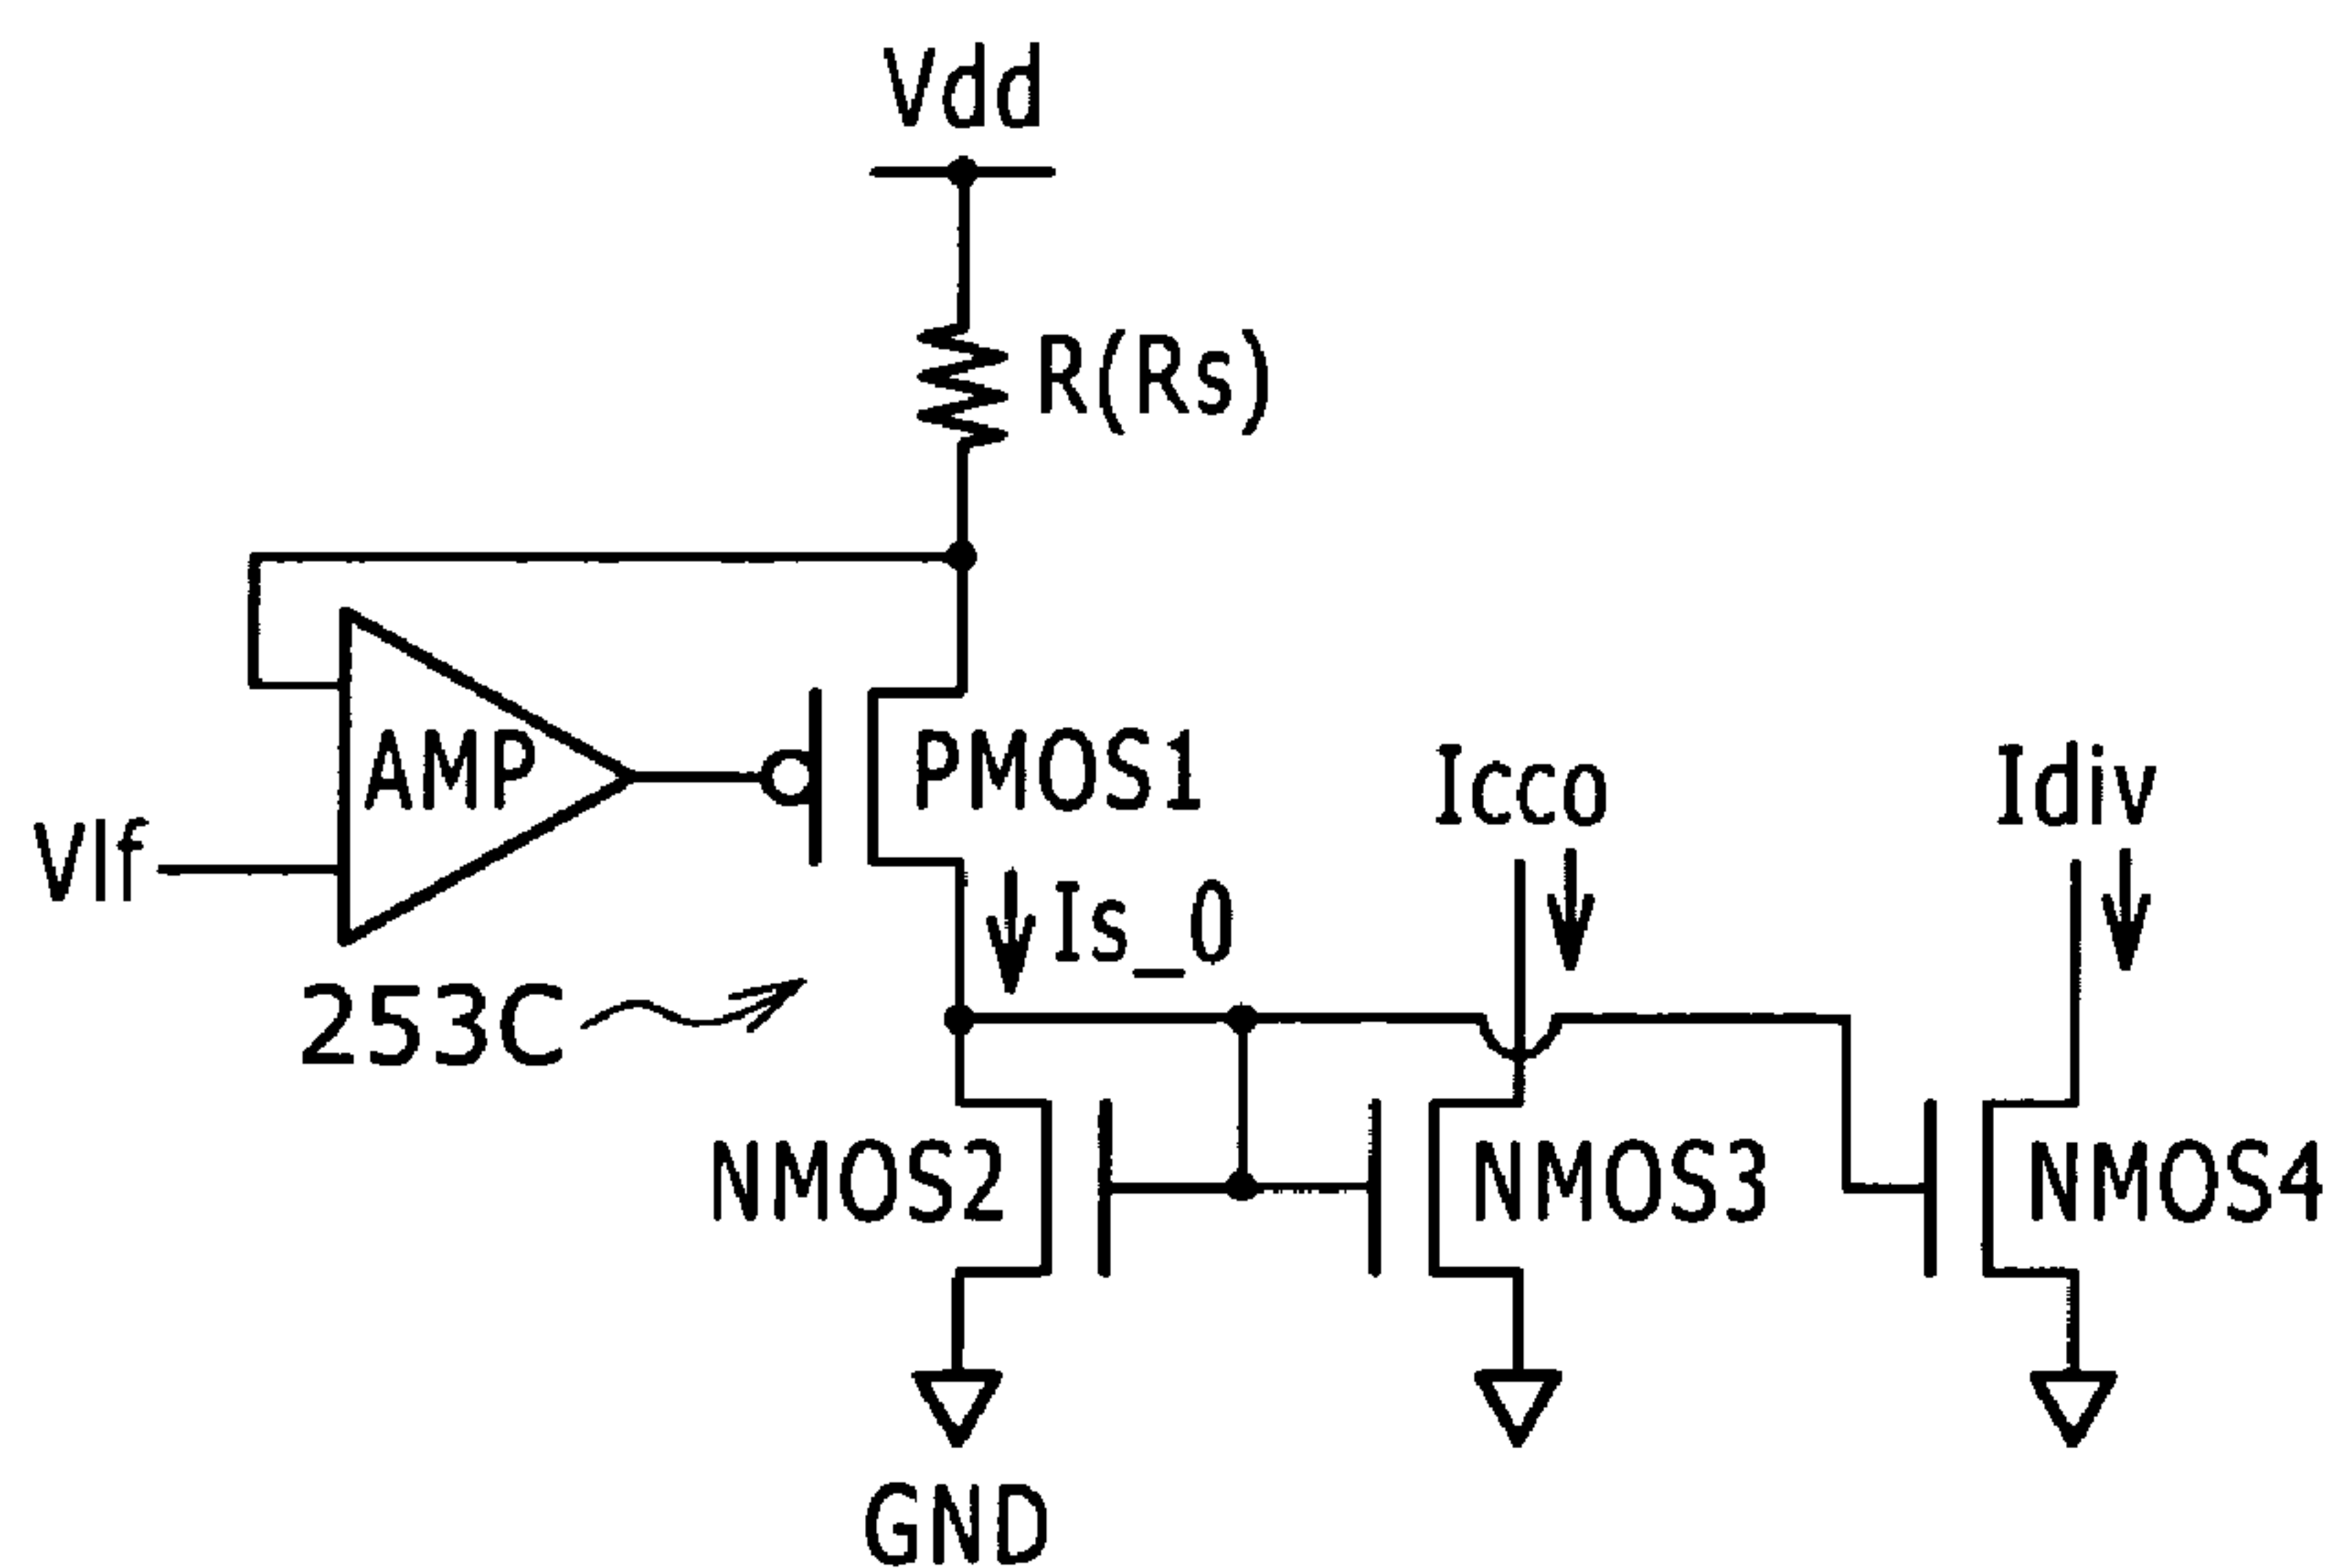 Vdd
R(Rs)
AMP
PMOS1
Icco
Idiv
Vlf
Is_0
253C
NMOS2
NMOS3
NMOS4
GND